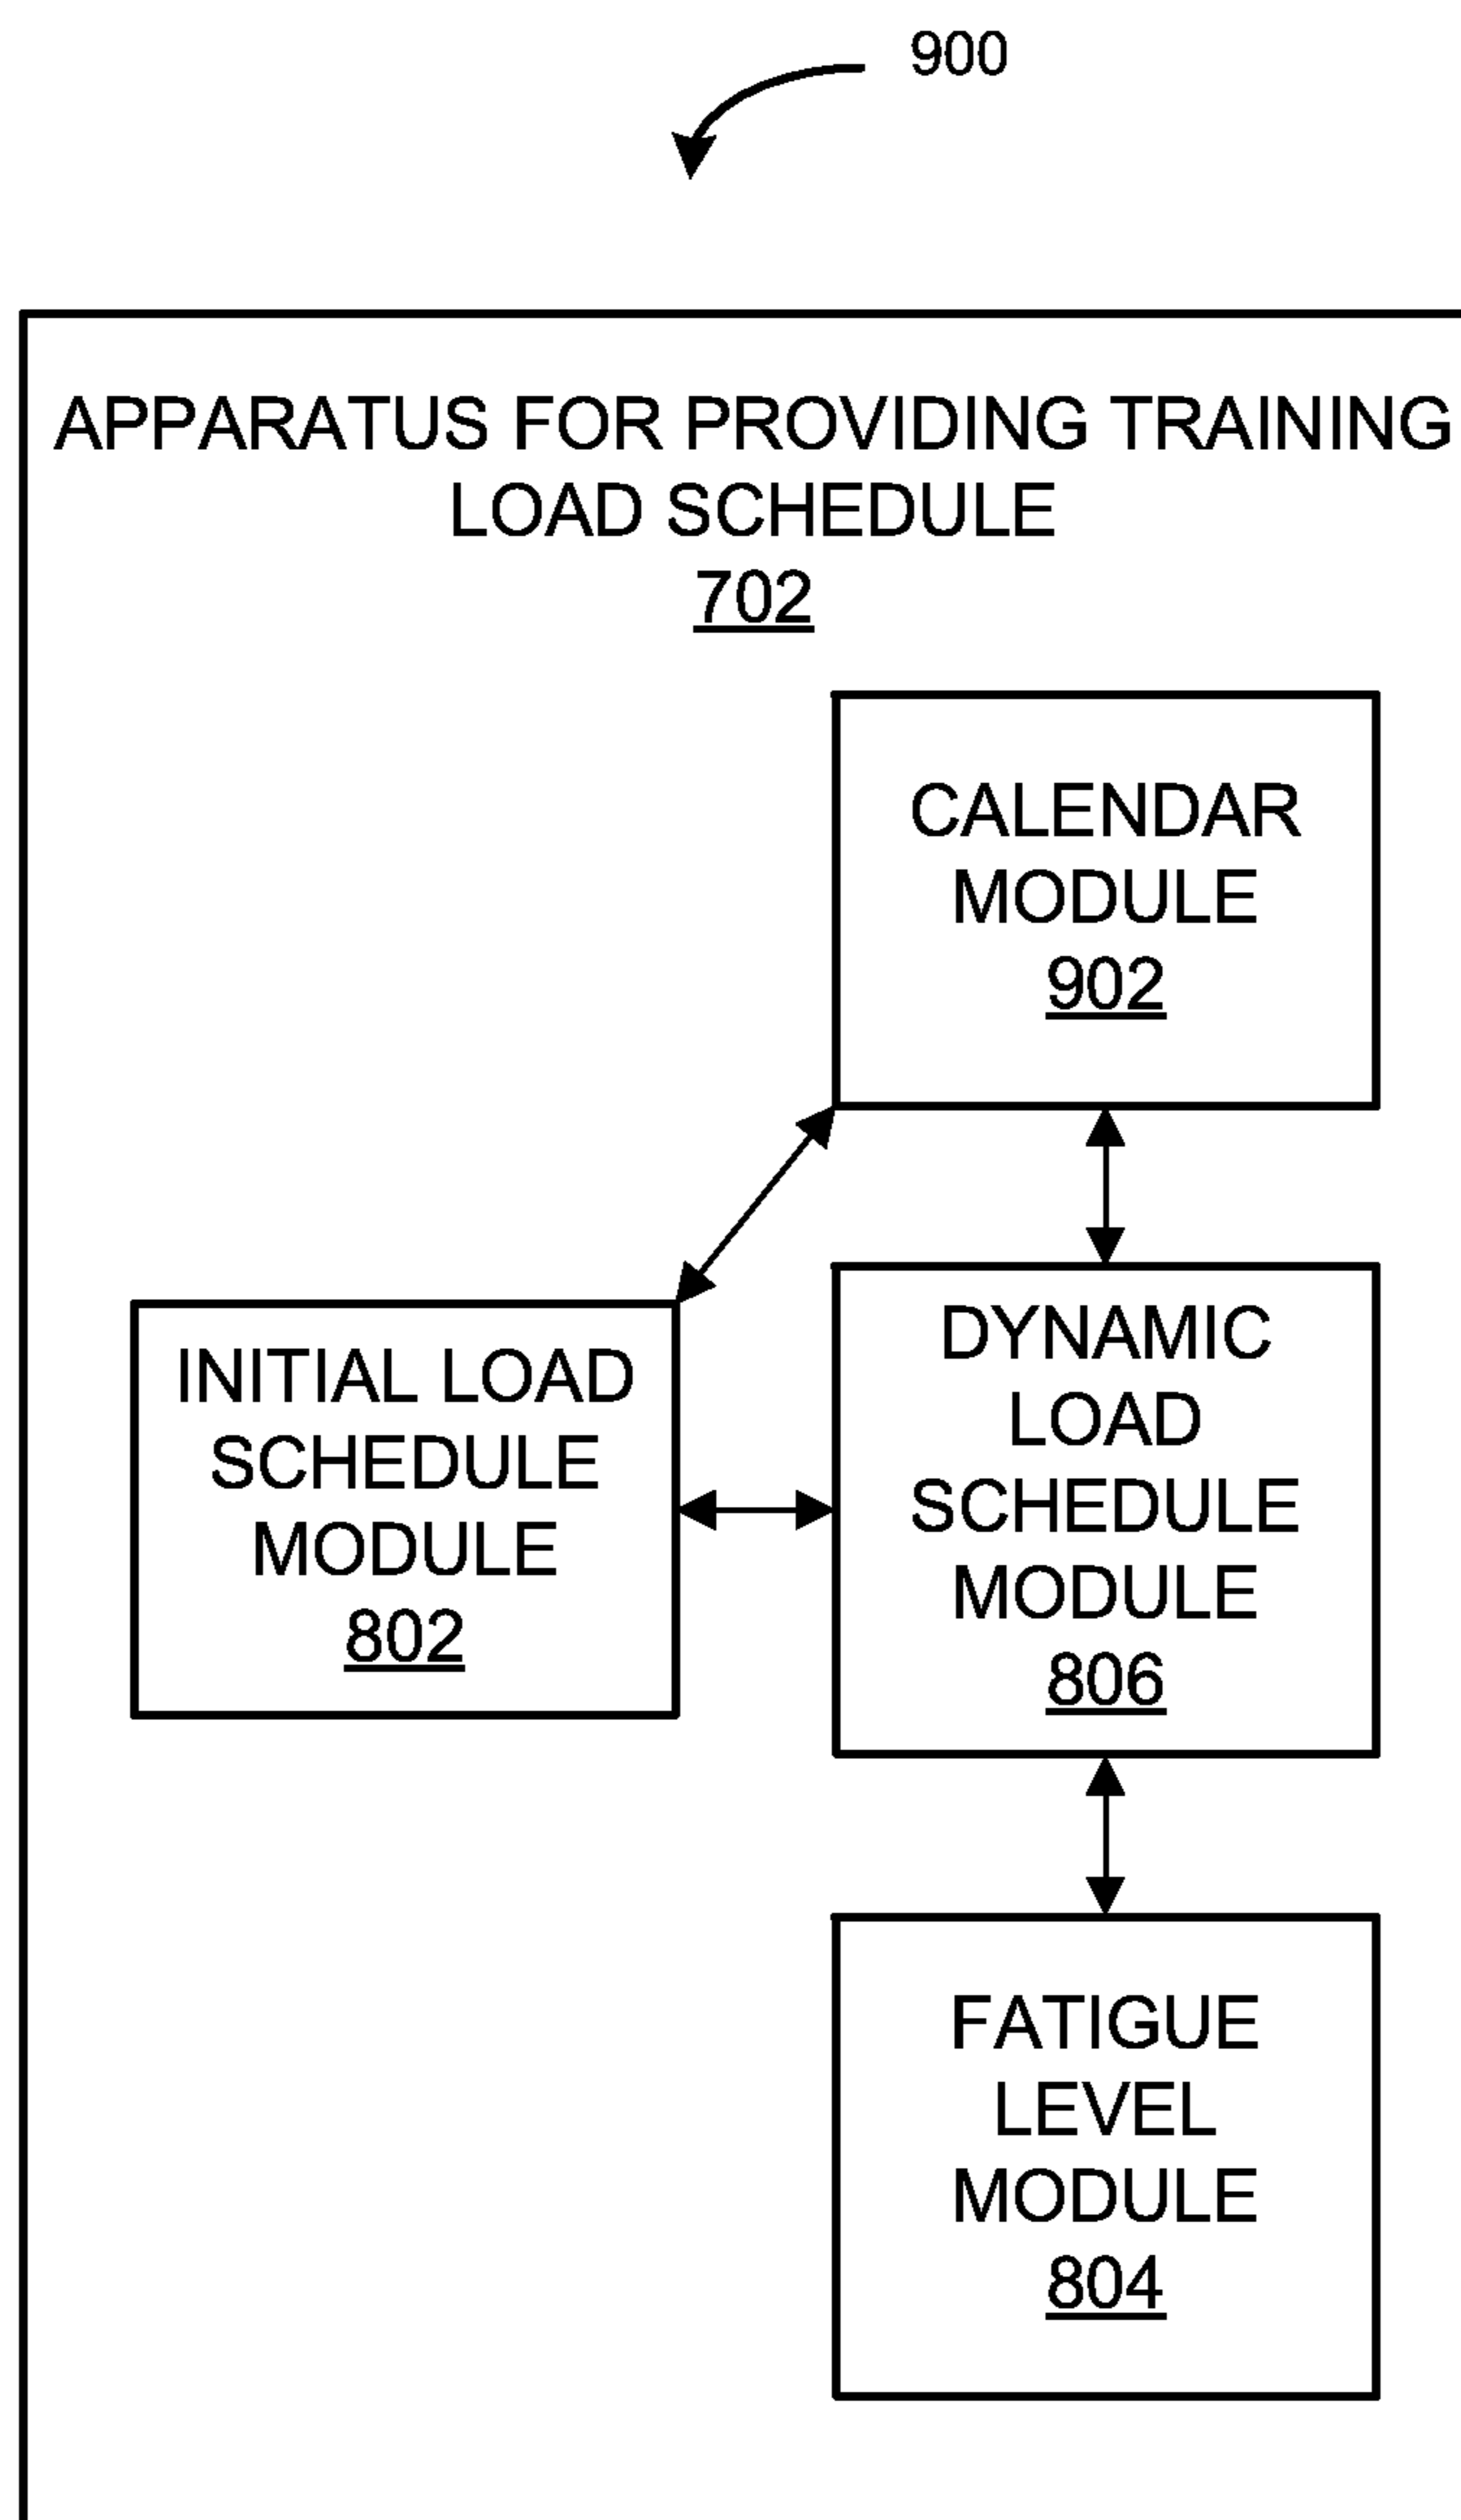 900
APPARATUS FOR PROVIDING TRAINING
LOAD SCHEDULE
702
CALENDAR
MODULE
902
INITIAL LOAD
SCHEDULE
MODULE
802
DYNAMIC
LOAD
SCHEDULE
MODULE
806
FATIGUE
LEVEL
MODULE
804